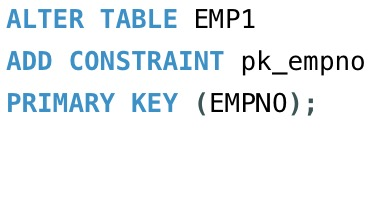 ALTER TABLE EMP1
ADD CONSTRAINT pk_empno
PRIMARY KEY (EMPNO);